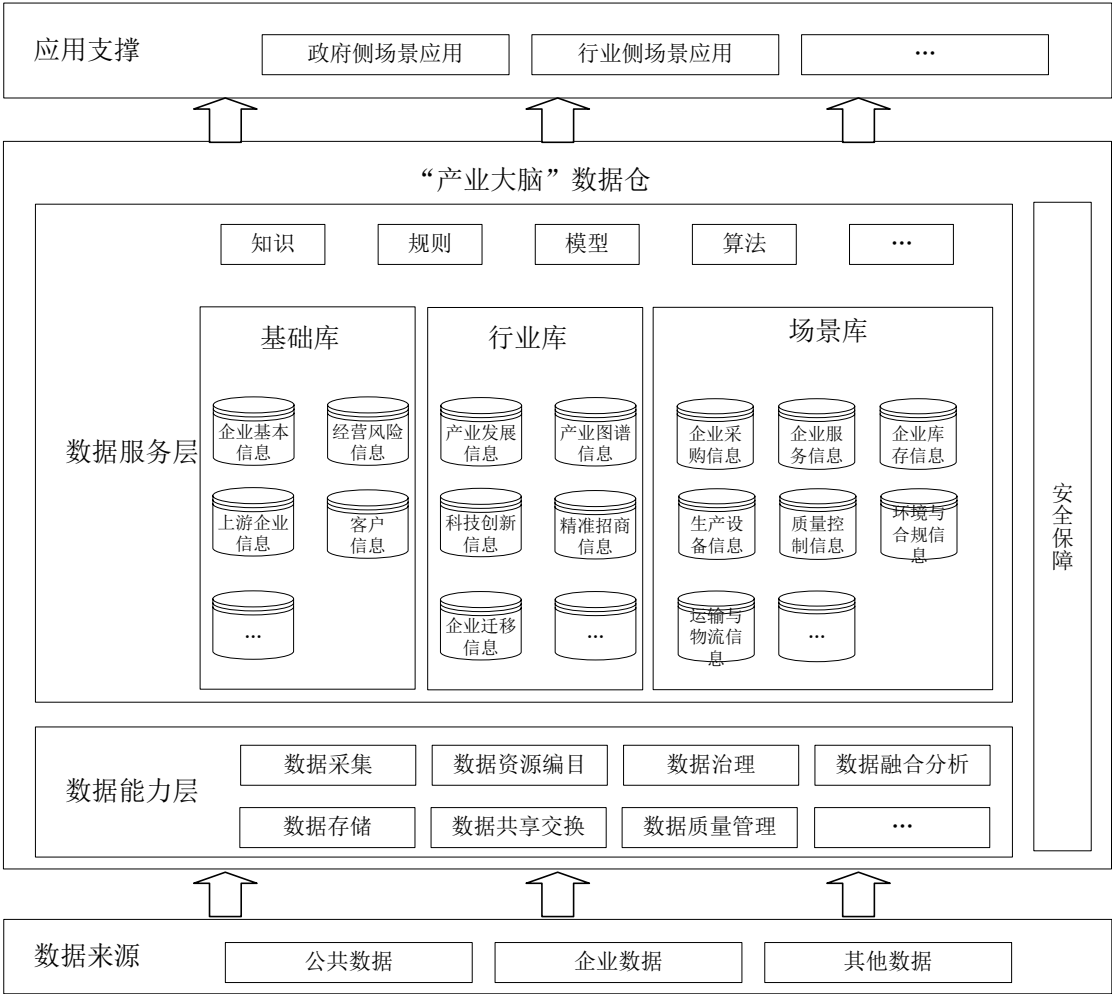 应用支撑
政府侧场景应用
行业侧场景应用
…
“产业大脑”数据仓
数据服务层
知识
规则
模型
算法
…
基础库
企业基本
信息
经营风险
信息
上游企业
信息
客户
信息
…
行业库
产业发展
信息
产业图谱
信息
科技创新
信息
精准招商
信息
企业迁移
信息
…
场景库
企业采
购信息
企业服
务信息
企业库
存信息
生产设
备信息
质量控
制信息
环境与
合规信
息
运输与
物流信
息
…
数据能力层
数据采集
数据资源编目
数据治理
数据融合分析
数据存储
数据共享交换
数据质量管理
…
安全保障
数据来源
公共数据
企业数据
其他数据